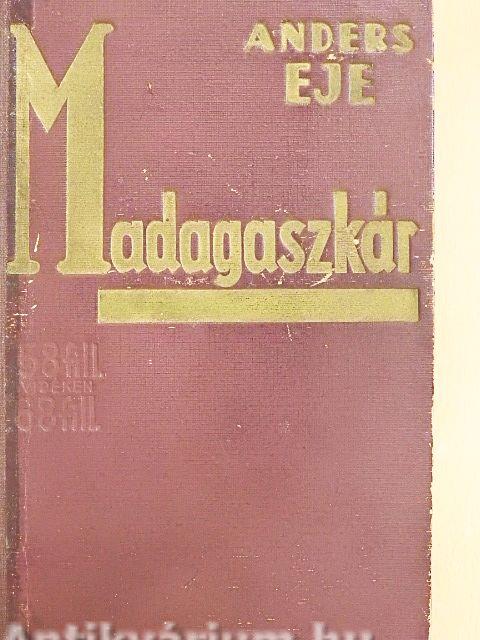 ANDERS
EJE
Madagaszkár
58 fill.
VIDÉKEN
68 fill.
Antikvárium.hu